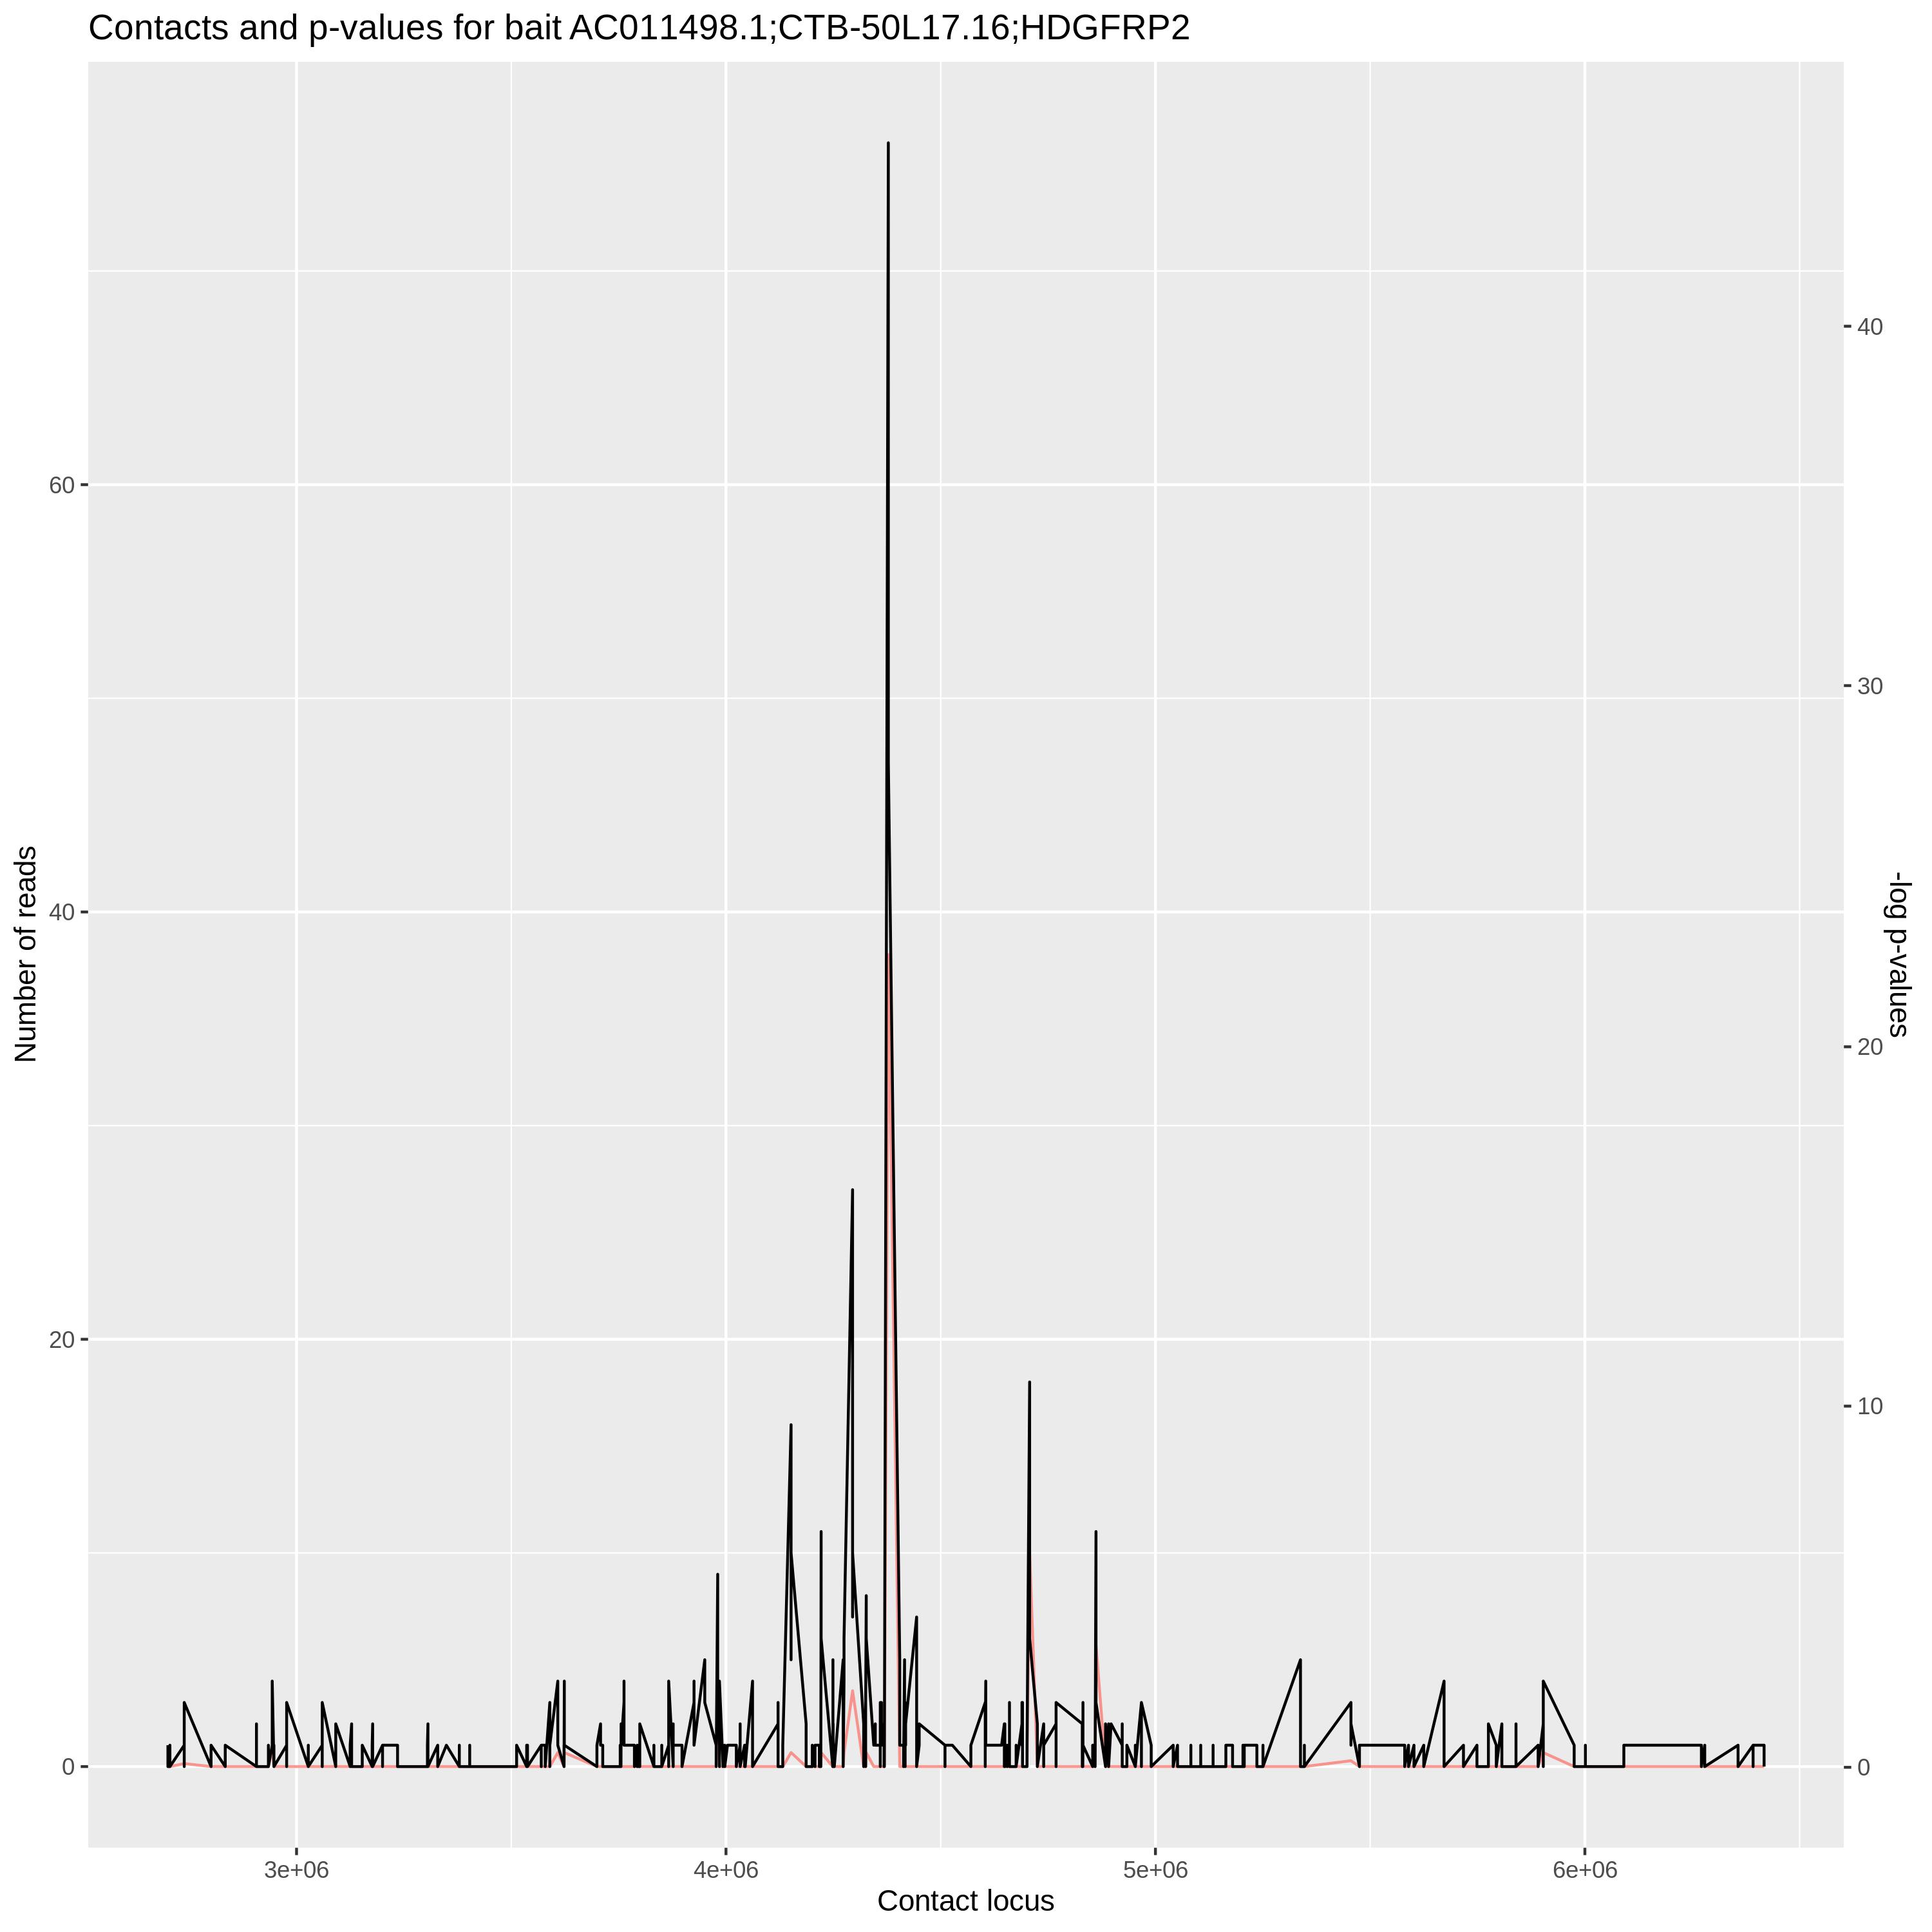 Contacts and p-values for bait AC011498.1;CTB-50L17.16;HDGFRP2
Number of reads
60
40
20
0
40
30
20
10
0
-log p-values
3e+06 4e+06 5e+06 6e+06
Contact locus